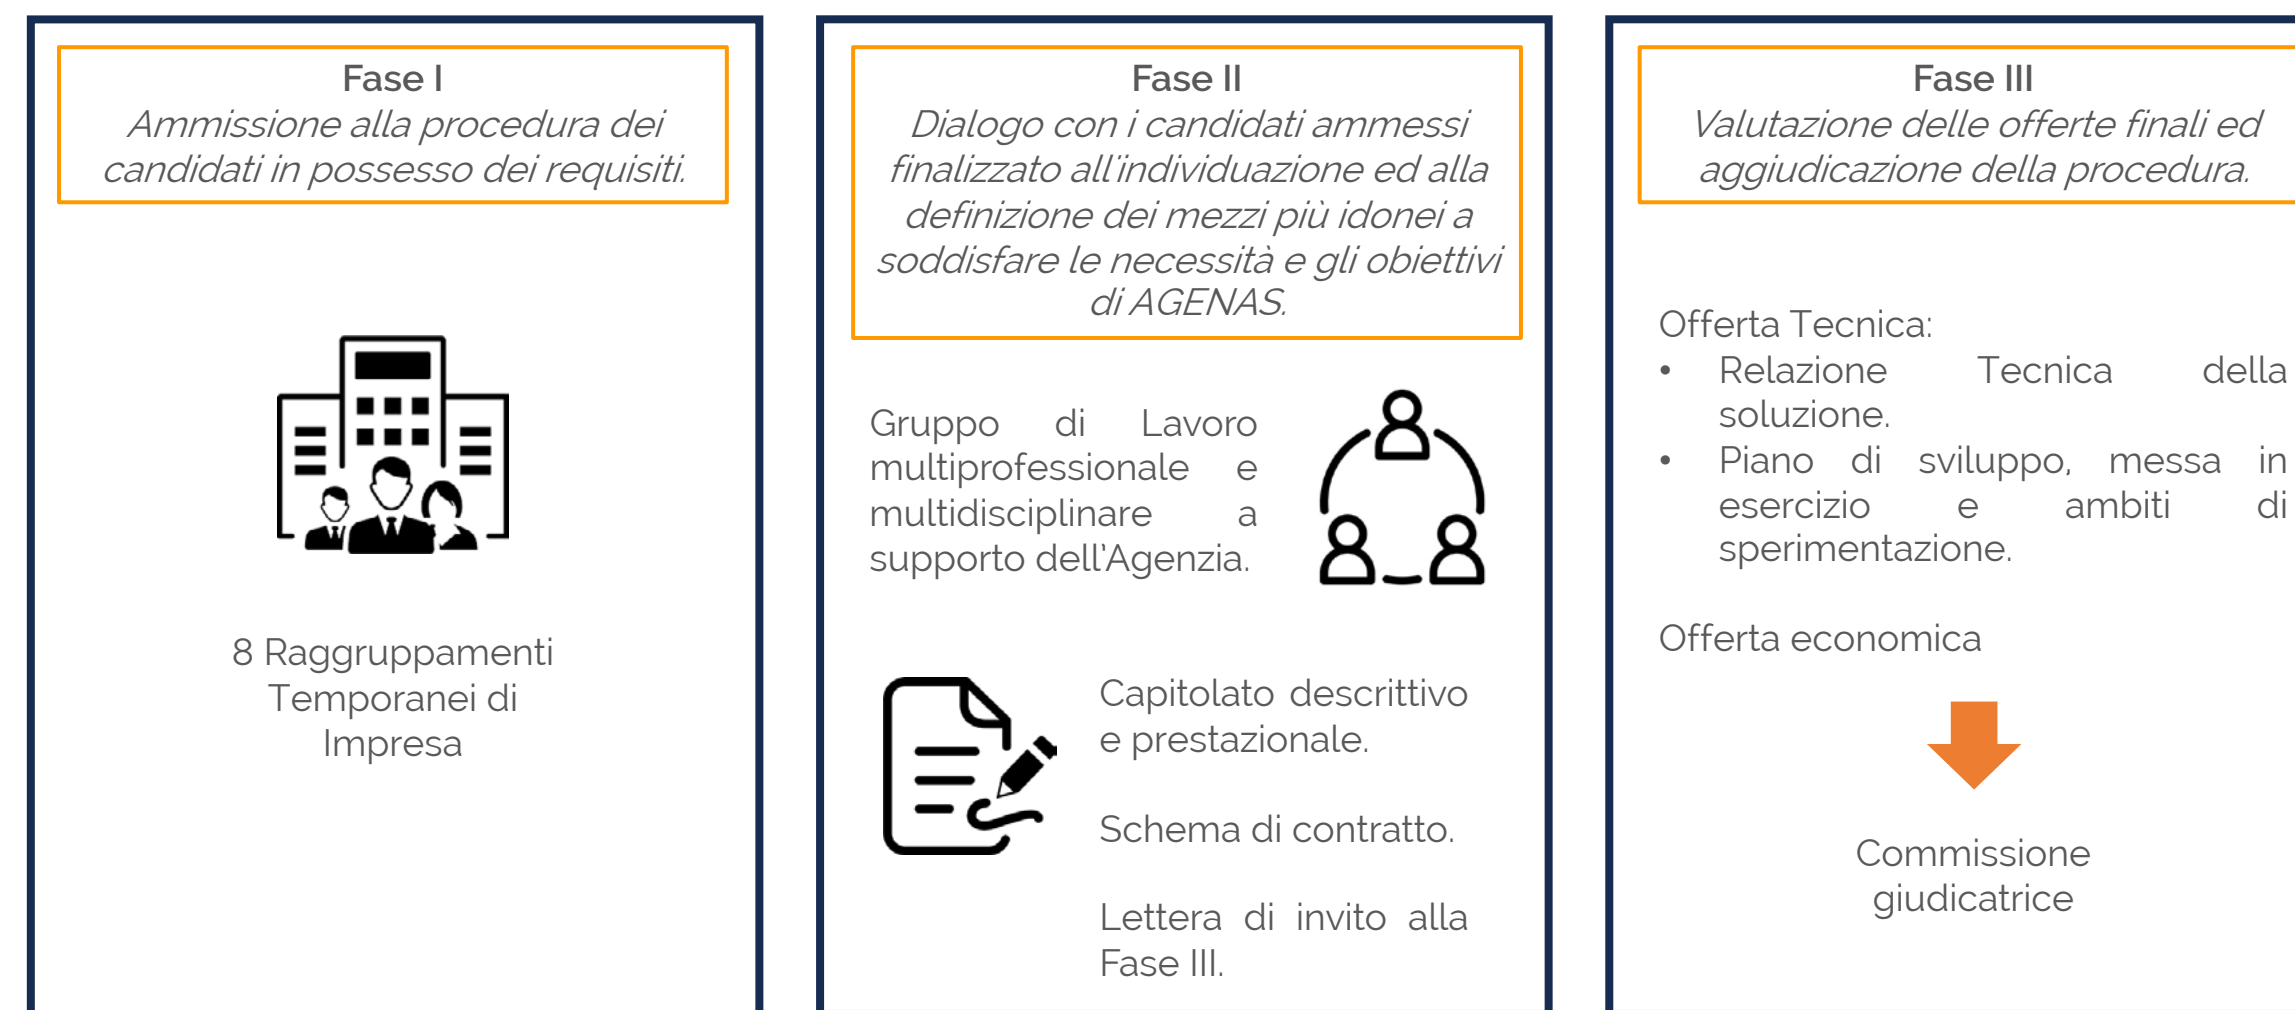 Fase I
Ammissione alla procedura dei
candidati in possesso dei requisiti.
8 Raggruppamenti
Temporanei di
Impresa
Fase II
Dialogo con i candidati ammessi
finalizzato all'individuazione ed alla
definizione dei mezzi più idonei a
soddisfare le necessità e gli obiettivi
di AGENAS.
Gruppo di Lavoro
multiprofessionale e
multidisciplinare a
supporto dell'Agenzia.
Capitolato descrittivo
e prestazionale.
Schema di contratto.
Lettera di invito alla
Fase III.
Fase III
Valutazione delle offerte finali ed
aggiudicazione della procedura.
Offerta Tecnica:
• Relazione Tecnica della
soluzione.
• Piano di sviluppo, messa in
esercizio e ambiti di
sperimentazione.
Offerta economica
Commissione
giudicatrice